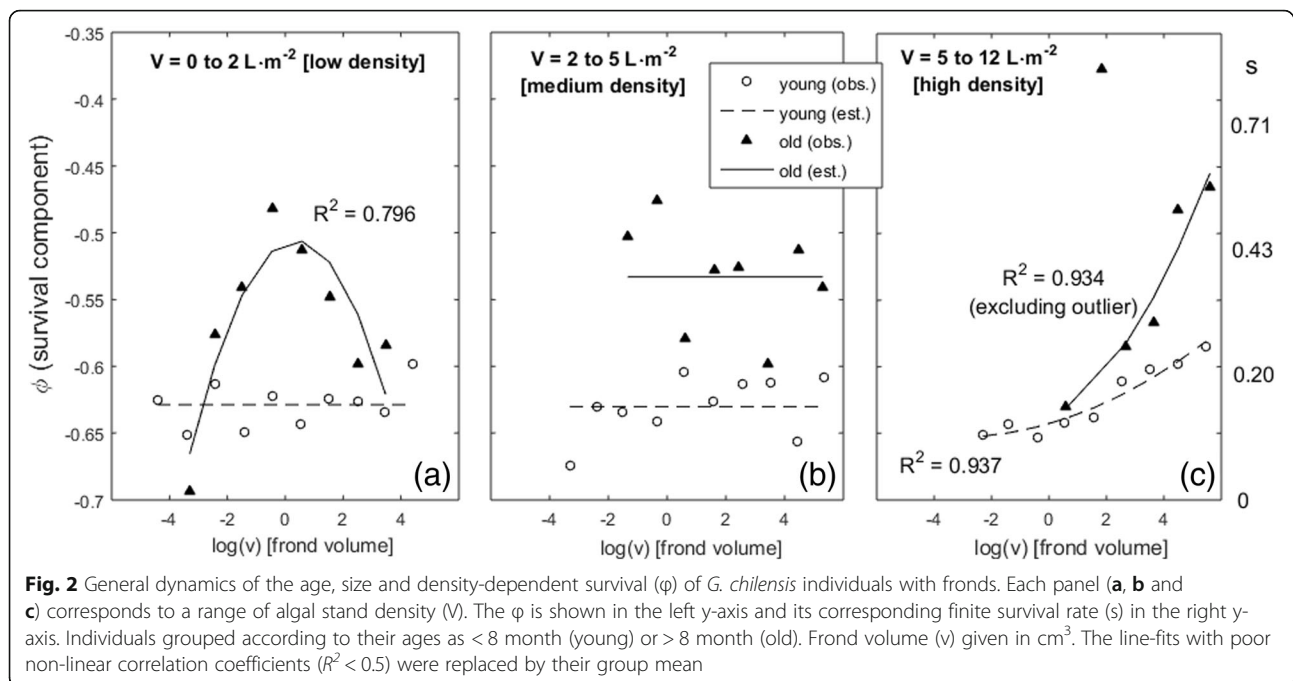 -0.35
-0.4
-0.45
-0.5
-0.55
-0.6
-0.65
-0.7
ϕ (survival component)
V = 0 to 2 L·m⁻² [low density]
R² = 0.796
(a)
-4 -2 0 2 4
log(v) [frond volume]
V = 2 to 5 L·m⁻²
[medium density]
young (obs.)
young (est.)
old (obs.)
old (est.)
(b)
-4 -2 0 2 4
log(v) [frond volume]
V = 5 to 12 L·m⁻²
[high density]
R² = 0.934
(excluding outlier)
R² = 0.937
(c)
-4 -2 0 2 4
log(v) [frond volume]
s
0.71
0.43
0.20
0
Fig. 2 General dynamics of the age, size and density-dependent survival (φ) of G. chilensis individuals with fronds. Each panel (a, b and
c) corresponds to a range of algal stand density (V). The φ is shown in the left y-axis and its corresponding finite survival rate (s) in the right y-
axis. Individuals grouped according to their ages as < 8 month (young) or > 8 month (old). Frond volume (v) given in cm³. The line-fits with poor
non-linear correlation coefficients (R² < 0.5) were replaced by their group mean